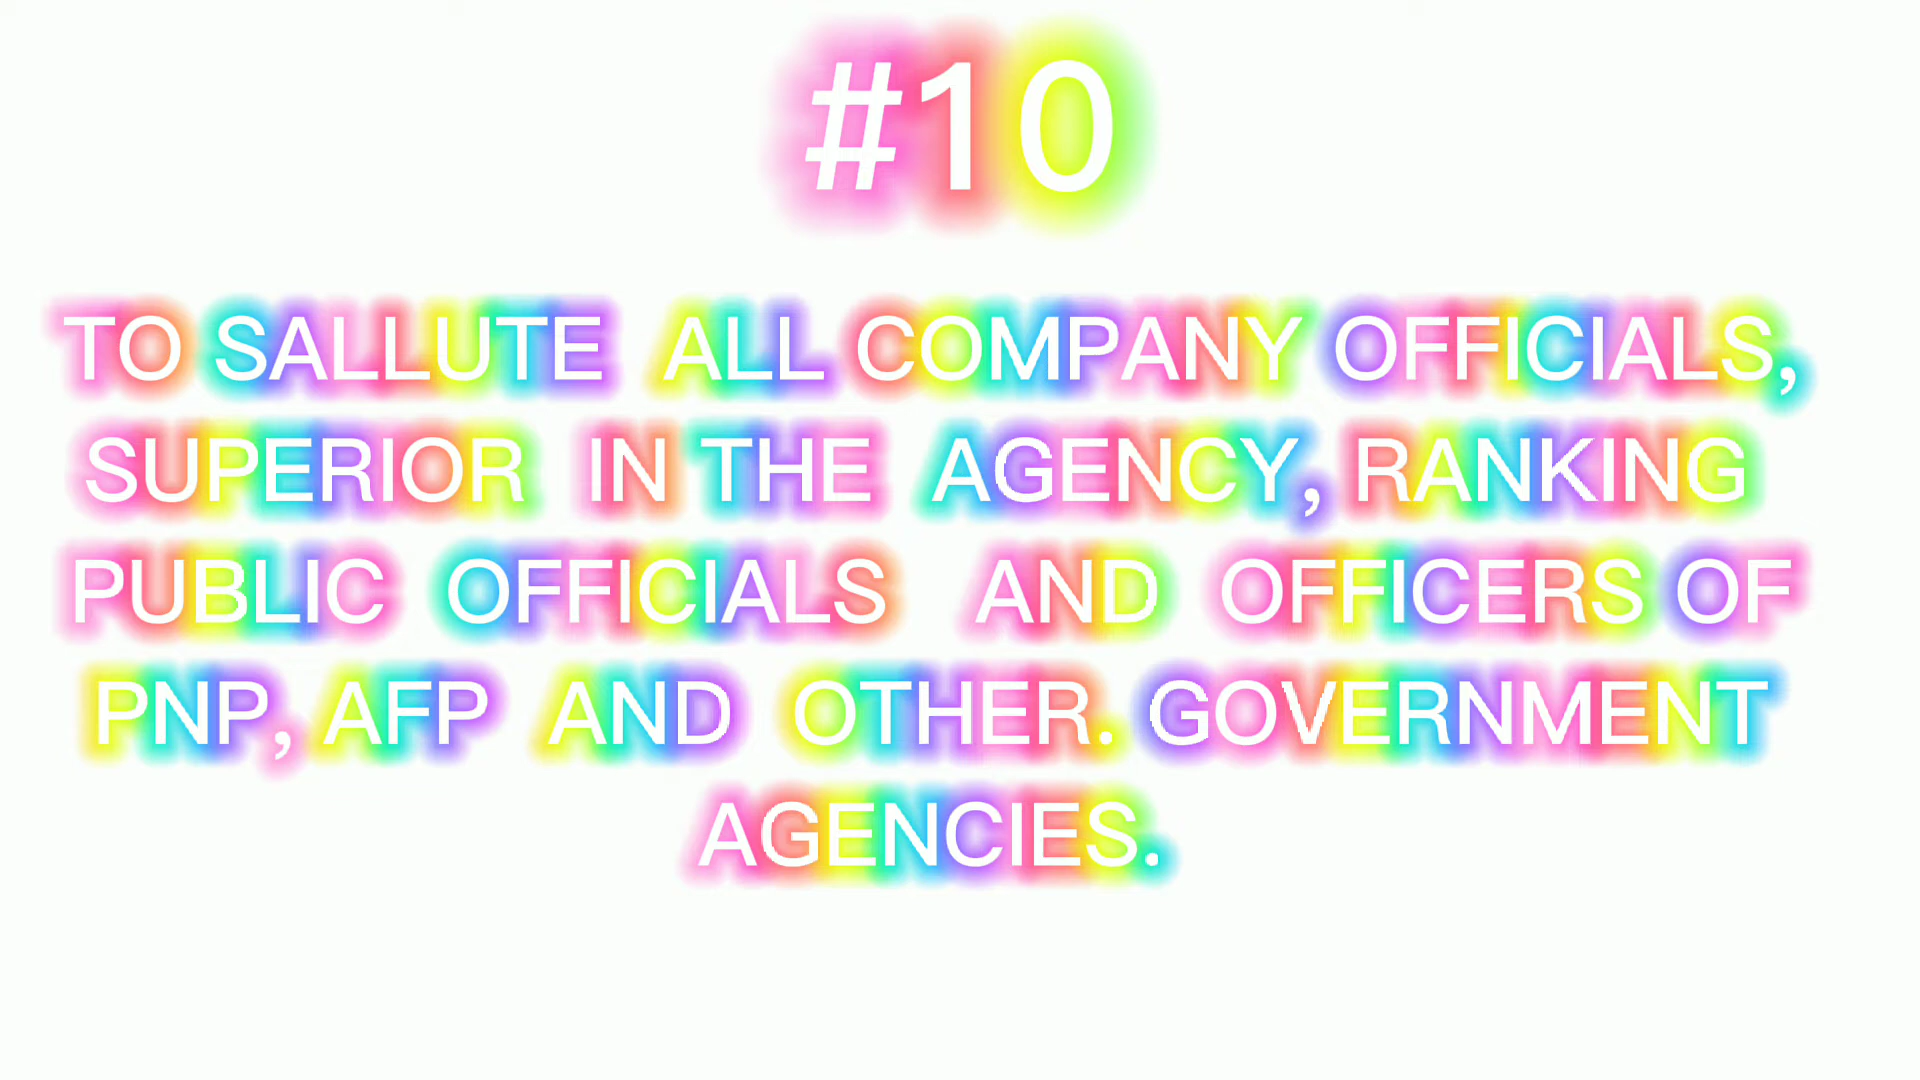 #10
TO SALLUTE ALL COMPANY OFFICIALS,
SUPERIOR IN THE AGENCY, RANKING
PUBLIC OFFICIALS AND OFFICERS OF
PNP, AFP AND OTHER. GOVERNMENT
AGENCIES.